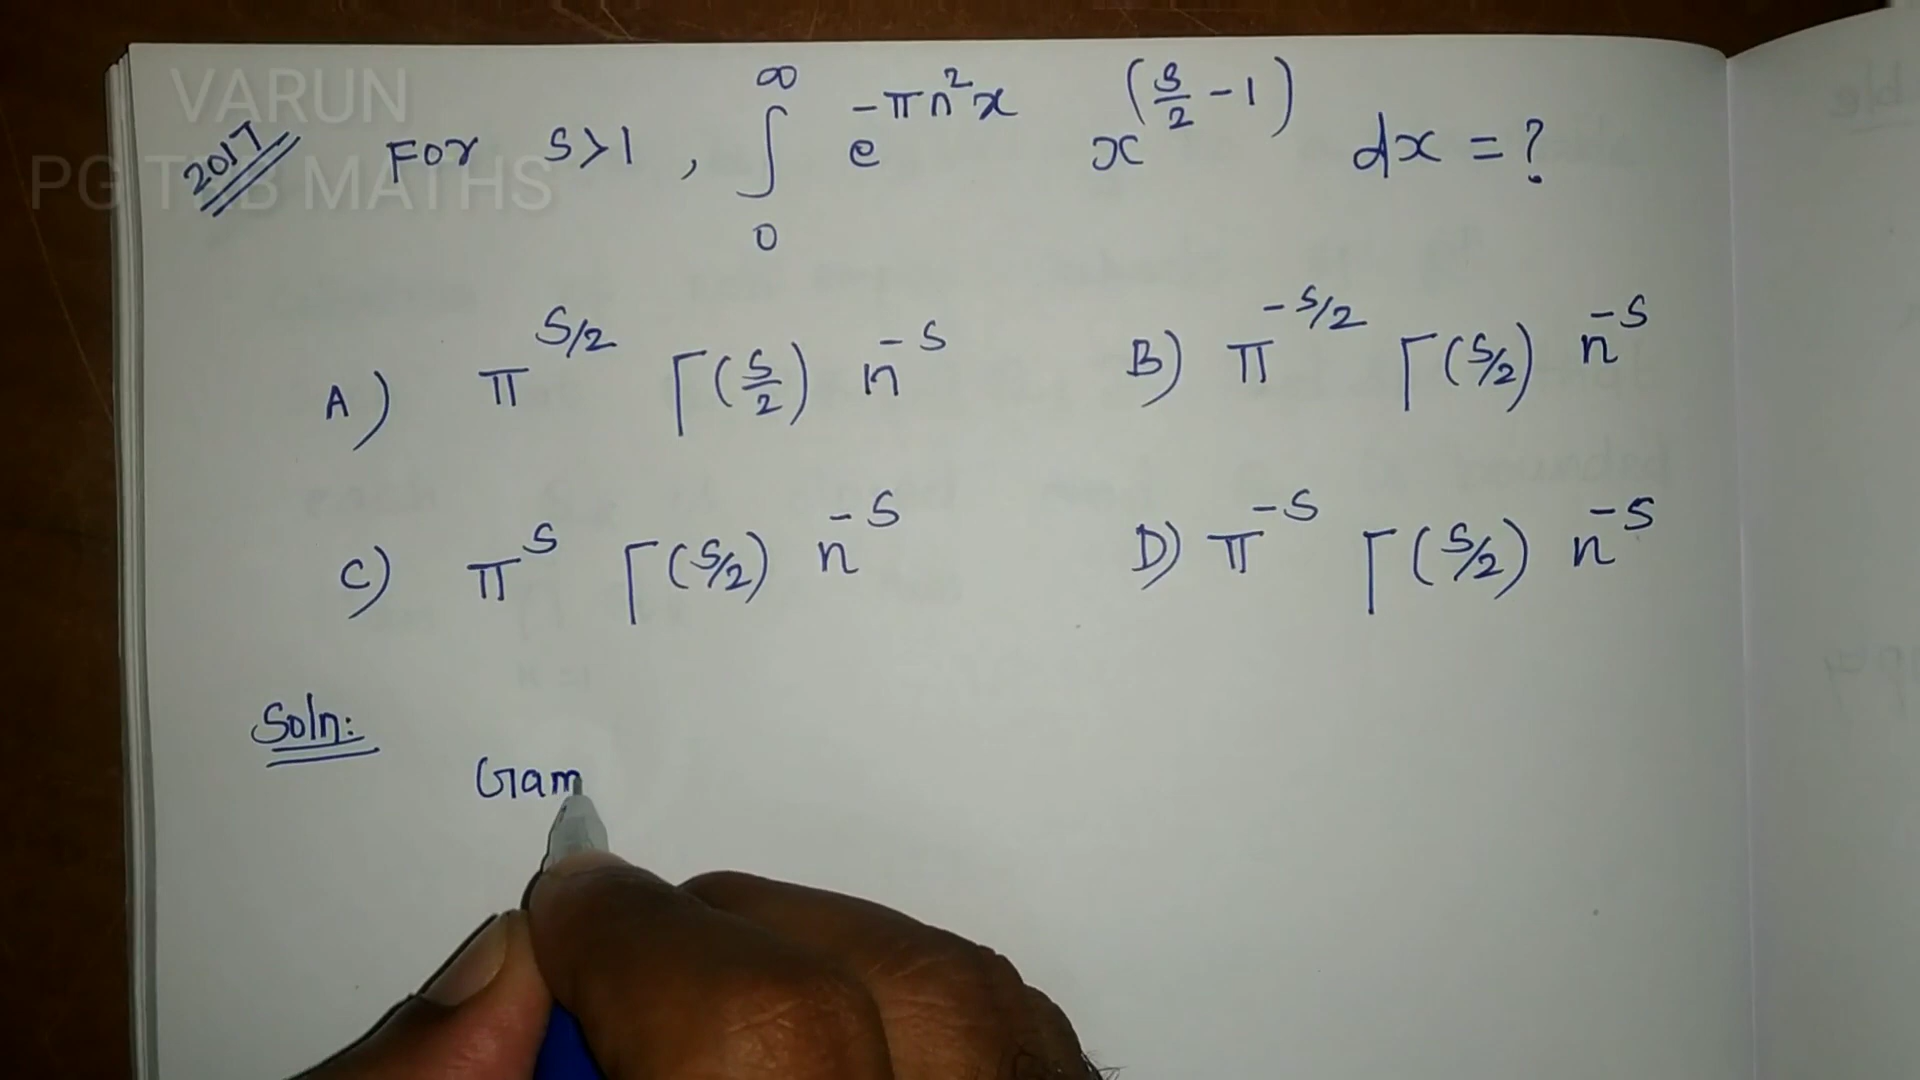 VARUN
PG TRB MATHS
2017
For s>1, ∫₀^∞ e^(-πn²x) x^(s/2 - 1) dx = ?
A) π^(s/2) Γ(s/2) n^(-s)
B) π^(-s/2) Γ(s/2) n^(-s)
C) π^s Γ(s/2) n^(-s)
D) π^(-s) Γ(s/2) n^(-s)
Soln:
Gam